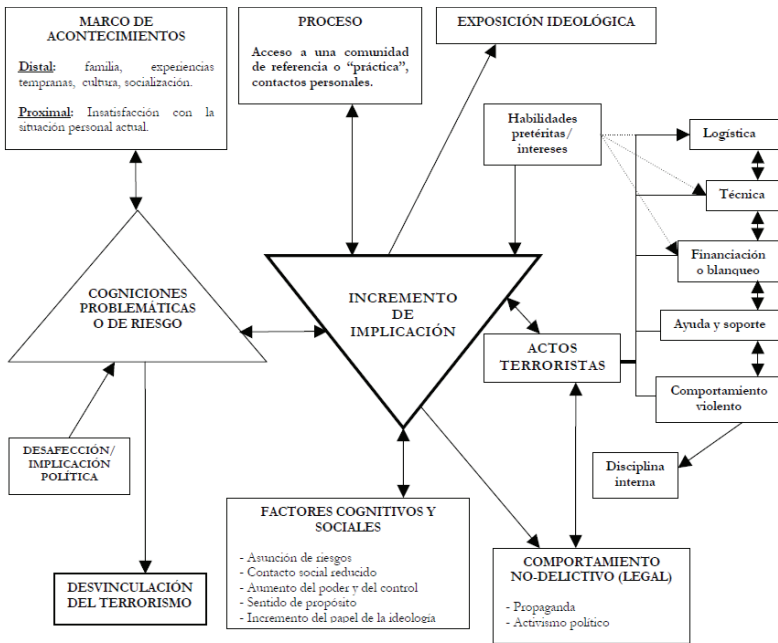 MARCO DE
ACONTECIMIENTOS
Distal: familia, experiencias
tempranas, cultura, socialización.
Proximal: Insatisfacción con la
situación personal actual.
PROCESO
Acceso a una comunidad
de referencia o “práctica”,
contactos personales.
EXPOSICIÓN IDEOLÓGICA
Habilidades
pretéritas/
intereses
Logística
Técnica
Financiación
o blanqueo
Ayuda y soporte
Comportamiento
violento
Disciplina
interna
COGNICIONES
PROBLEMÁTICAS
O DE RIESGO
INCREMENTO
DE
IMPLICACIÓN
ACTOS
TERRORISTAS
DESAFECCIÓN/
IMPLICACIÓN
POLÍTICA
DESVINCULACIÓN
DEL TERRORISMO
FACTORES COGNITIVOS Y
SOCIALES
- Asunción de riesgos
- Contacto social reducido
- Aumento del poder y del control
- Sentido de propósito
- Incremento del papel de la ideología
COMPORTAMIENTO
NO-DELICTIVO (LEGAL)
- Propaganda
- Activismo político